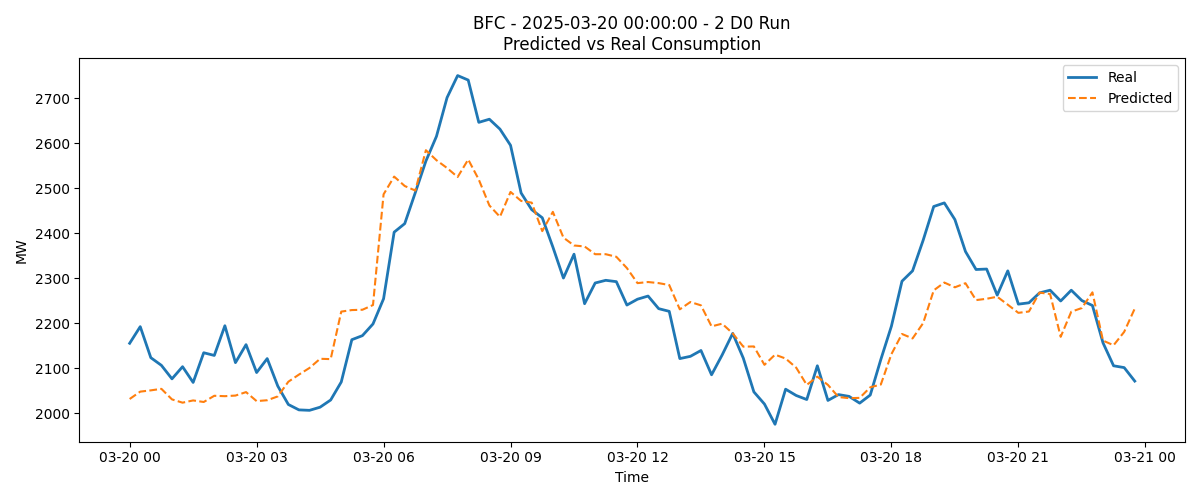 BFC - 2025-03-20 00:00:00 - 2 D0 Run
Predicted vs Real Consumption
Real
Predicted
MW
2700
2600
2500
2400
2300
2200
2100
2000
03-20 00
03-20 03
03-20 06
03-20 09
03-20 12
03-20 15
03-20 18
03-20 21
03-21 00
Time